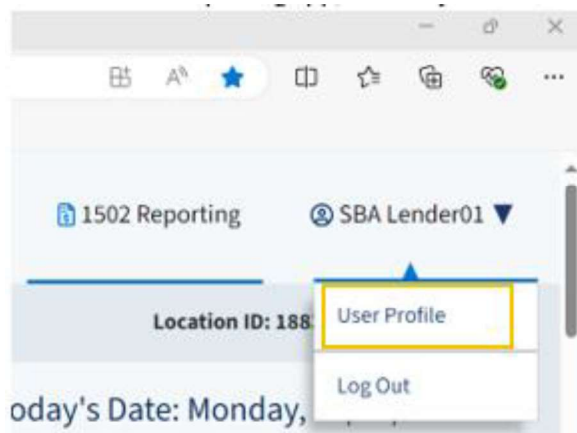 1502 Reporting
SBA Lender01
Location ID: 188
User Profile
Log Out
oday's Date: Monday,